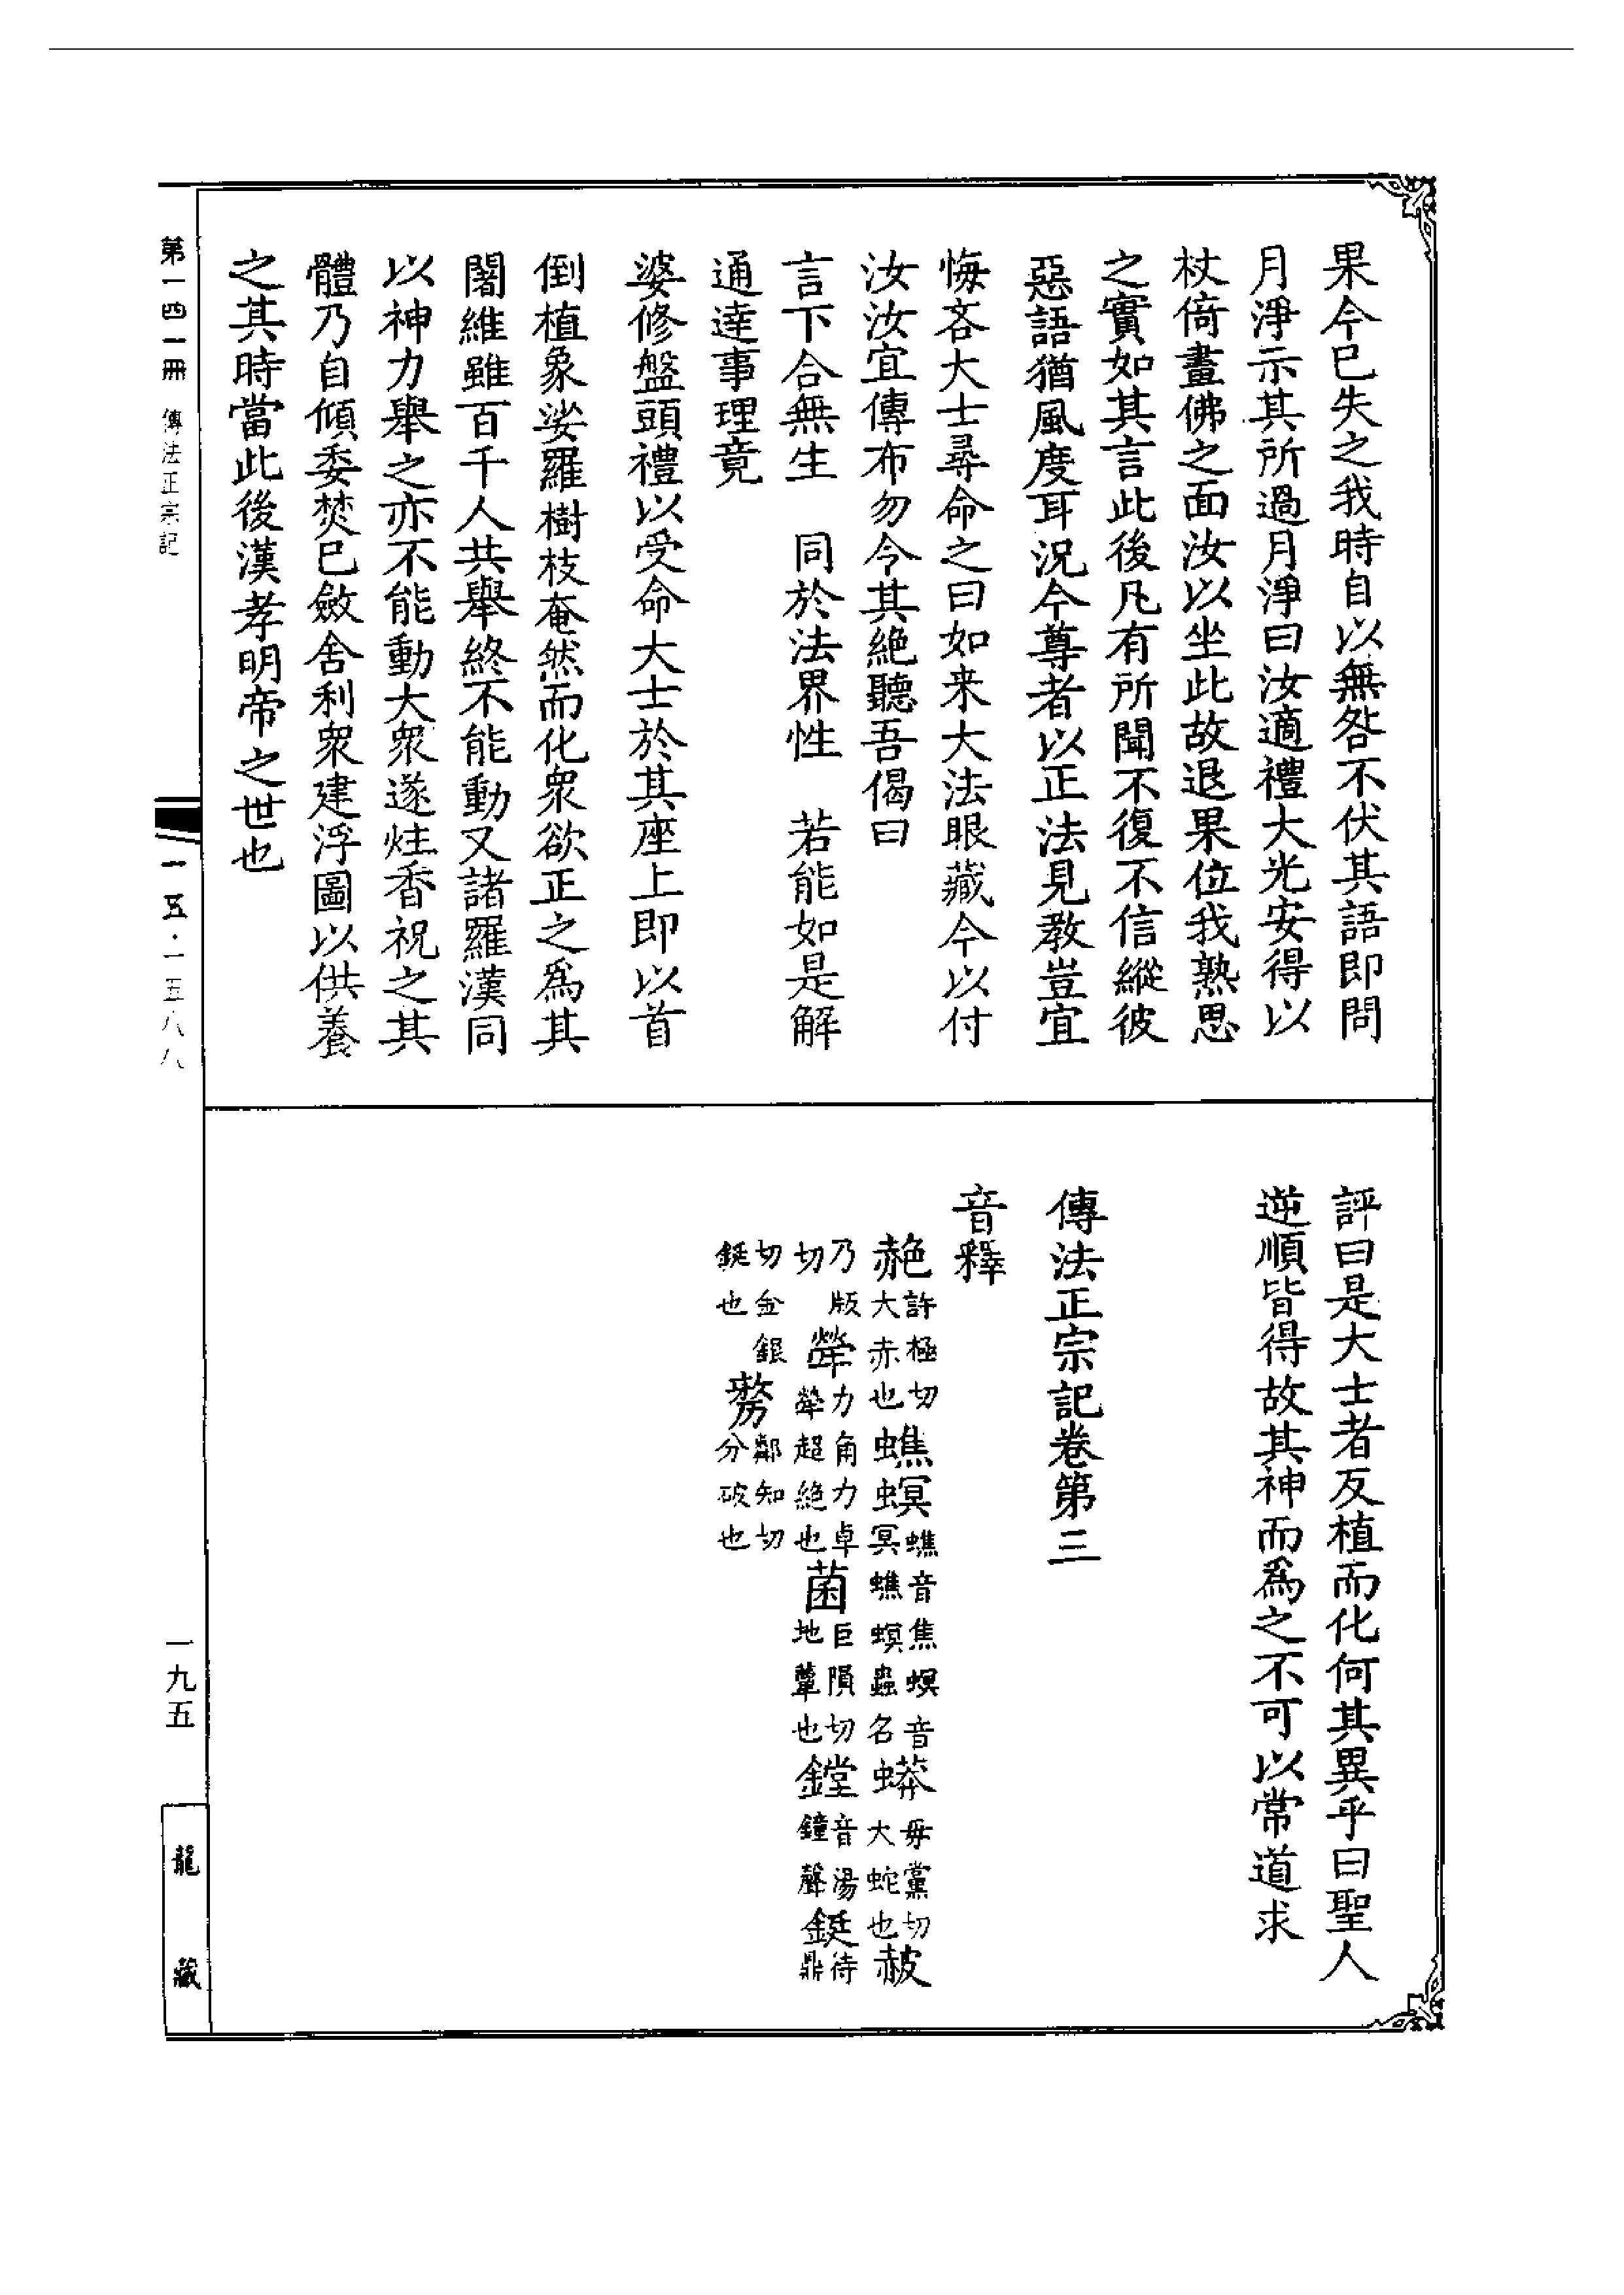 果今已失之我時自以無咎不伏其語即問
月淨示其所過月淨曰汝適禮大光安得以
杖倚畫佛之面汝以坐此故退果位我熟思
之實如其言此後凡有所聞不復不信縱彼
惡語猶風度耳況今尊者以正法見教豈宜
悔吝大士尋命之曰如来大法眼藏今以付
汝汝宜傳布勿令其絕聽吾偈曰
言下合無生　同於法界性　若能如是解
通達事理竟
婆修盤頭禮以受命大士於其座上即以首
倒植象娑羅樹枝奄然而化衆欲正之為其
闍維雖百千人共舉終不能動又諸羅漢同
以神力舉之亦不能動大衆遂炷香祝之其
體乃自傾委焚已斂舍利衆建浮圖以供養
之其時當此後漢孝明帝之世也
評曰是大士者反植而化何其異乎曰聖人
逆順皆得故其神而為之不可以常道求
傳法正宗記卷第三
音釋
赩許極切大赤也蟭螟蟭音焦螟音冥蟭螟蟲名蟒毋黨切大蛇也赧
乃版切犖力角力卓切犖超絕也菌巨隕切地蕈也鏜音湯鐘聲鋌待鼎
切金銀鋌也剺鄰知切分破也
第一四一冊　傳法正宗記
一五·一五八八
一九五
龍藏